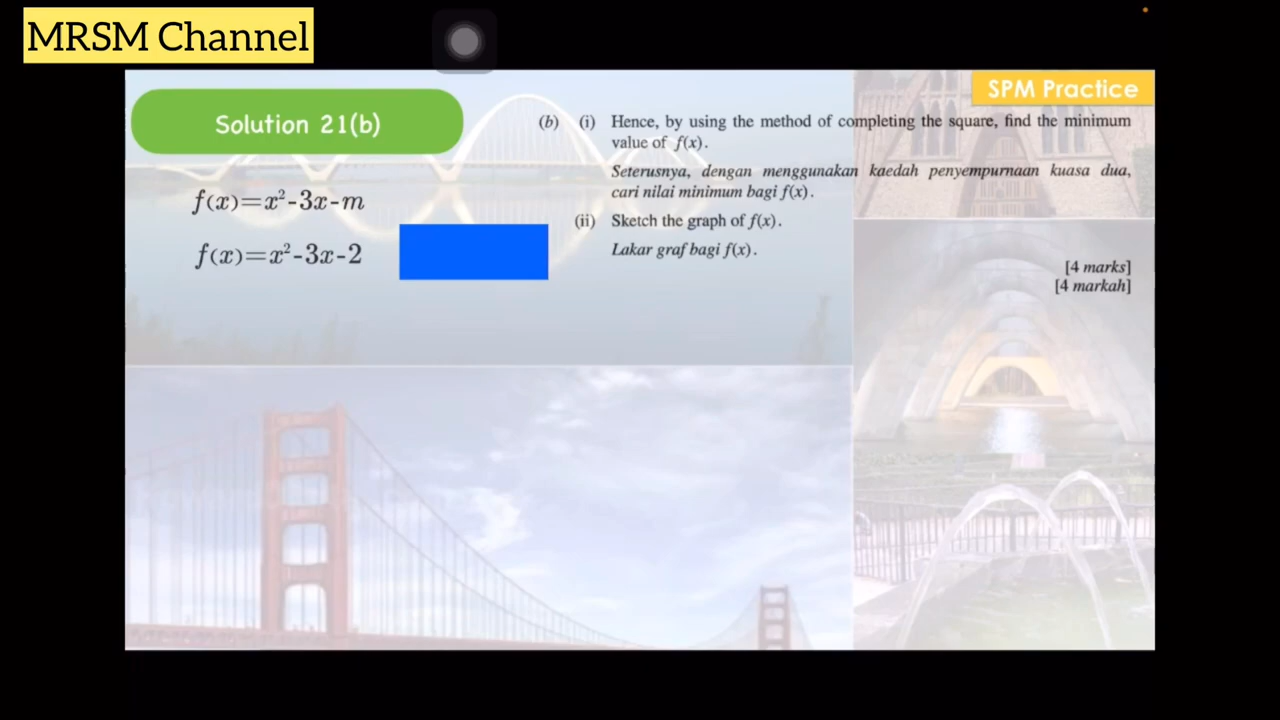 MRSM Channel
SPM Practice
Solution 21(b)
f(x)=x²-3x-m
f(x)=x²-3x-2
(b) (i) Hence, by using the method of completing the square, find the minimum
value of f(x).
Seterusnya, dengan menggunakan kaedah penyempurnaan kuasa dua,
cari nilai minimum bagi f(x).
(ii) Sketch the graph of f(x).
Lakar graf bagi f(x).
[4 marks]
[4 markah]